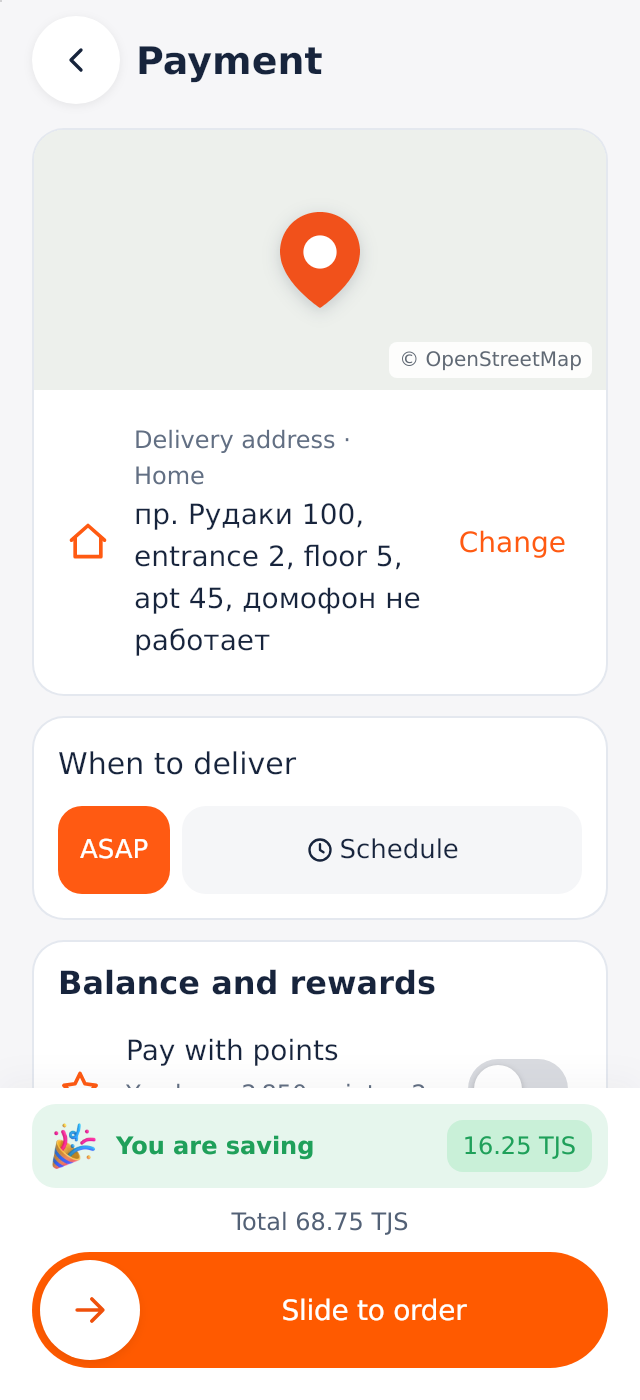 Payment
© OpenStreetMap
Delivery address ·
Home
пр. Рудаки 100,
entrance 2, floor 5,
apt 45, домофон не
работает
Change
When to deliver
ASAP
Schedule
Balance and rewards
Pay with points
You are saving
16.25 TJS
Total 68.75 TJS
Slide to order